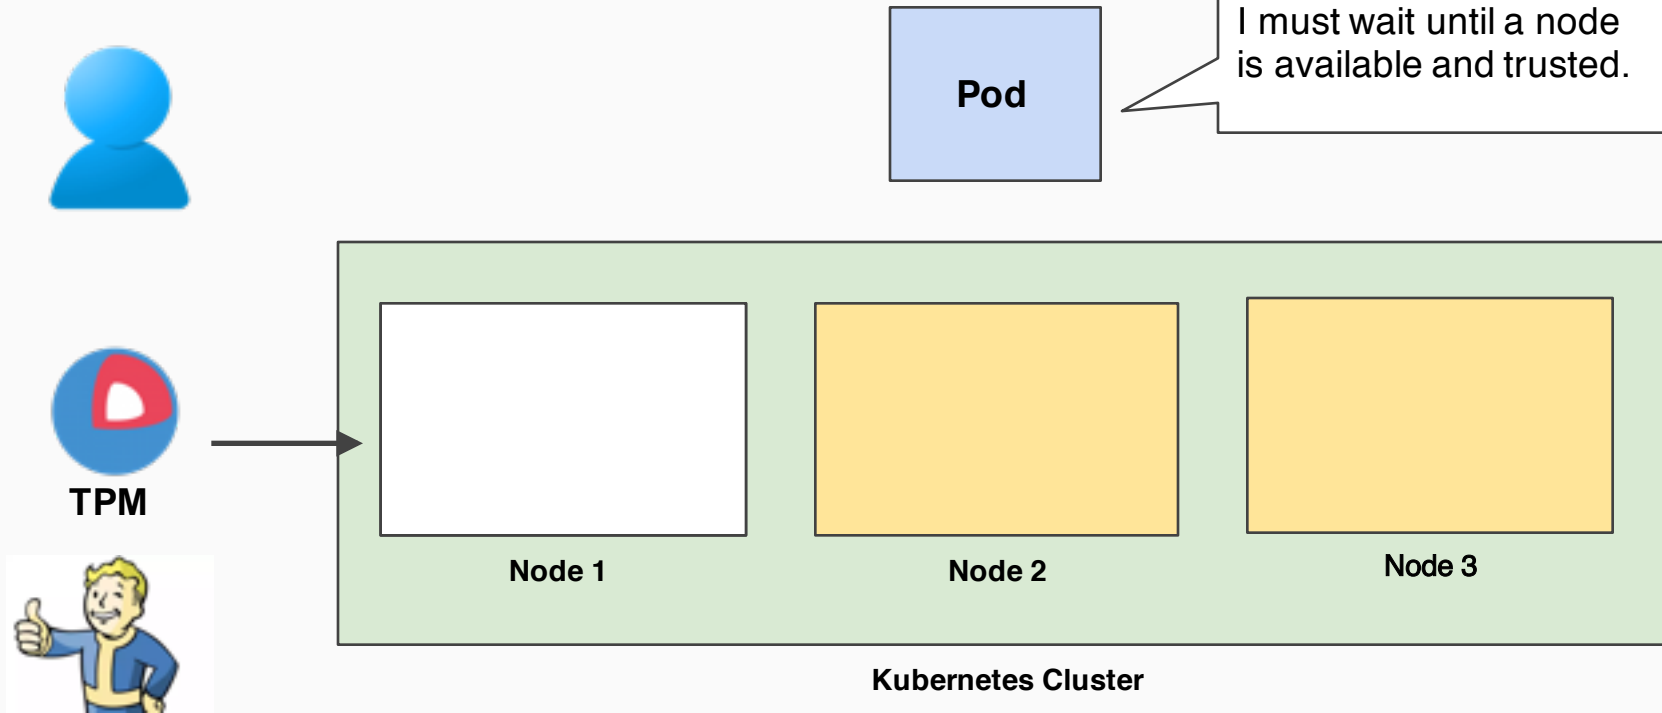 I must wait until a node
is available and trusted.
Pod
TPM
Node 1
Node 2
Node 3
Kubernetes Cluster